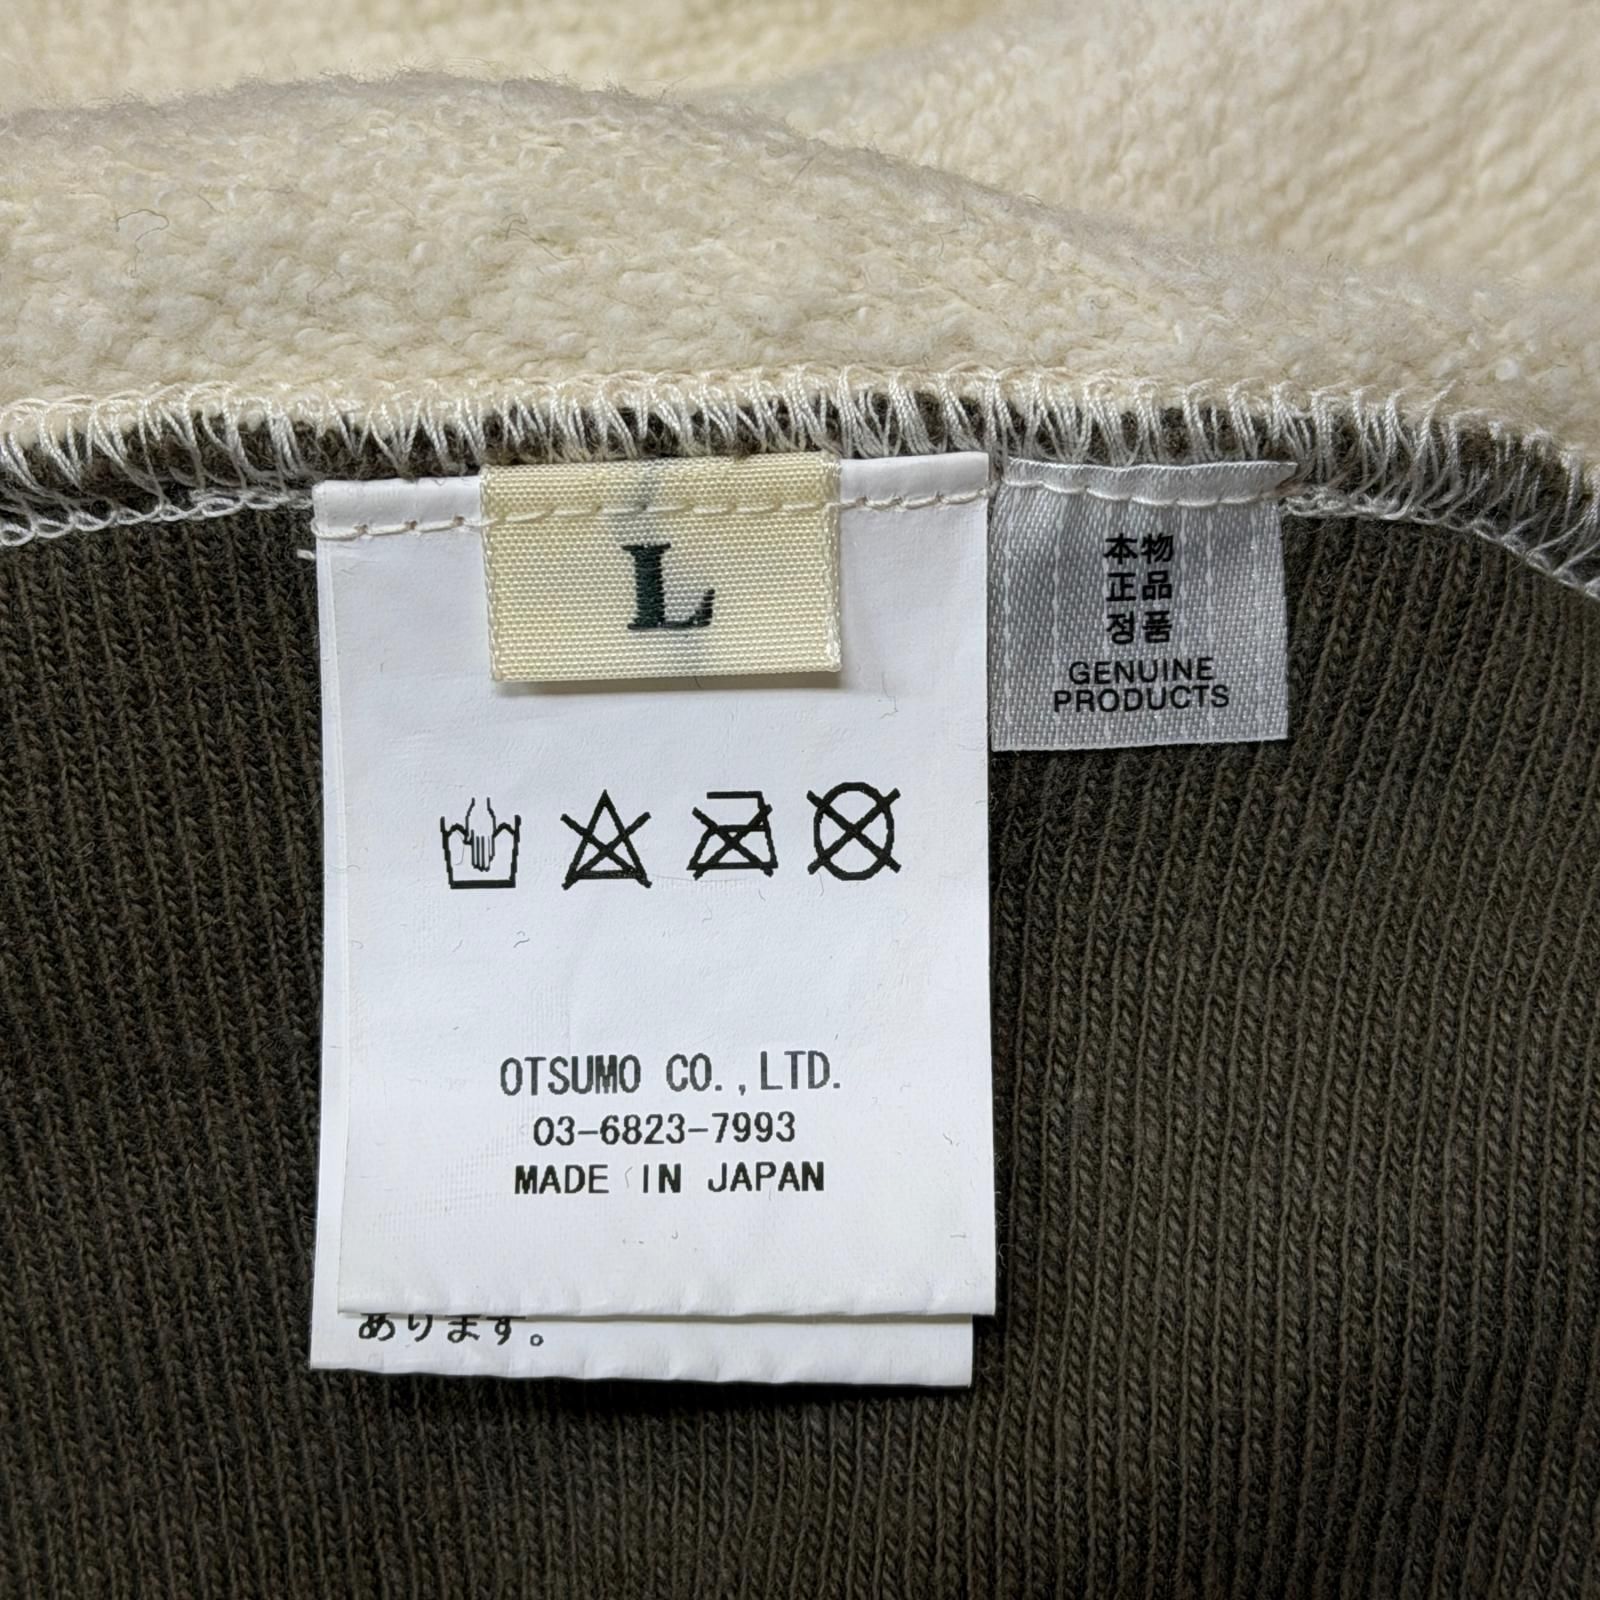 L
本物
正品
정품
GENUINE
PRODUCTS
OTSUMO CO.,LTD.
03-6823-7993
MADE IN JAPAN
あります。